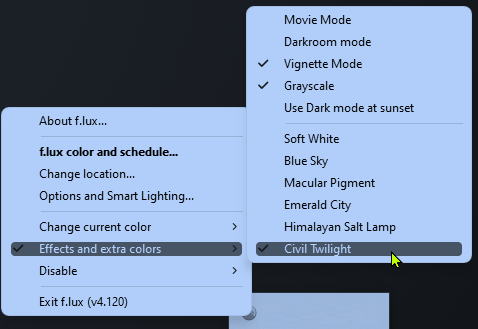 Movie Mode
Darkroom mode
Vignette Mode
Grayscale
Use Dark mode at sunset
Soft White
Blue Sky
Macular Pigment
Emerald City
Himalayan Salt Lamp
Civil Twilight
About f.lux...
f.lux color and schedule...
Change location...
Options and Smart Lighting...
Change current color
Effects and extra colors
Disable
Exit f.lux (v4.120)